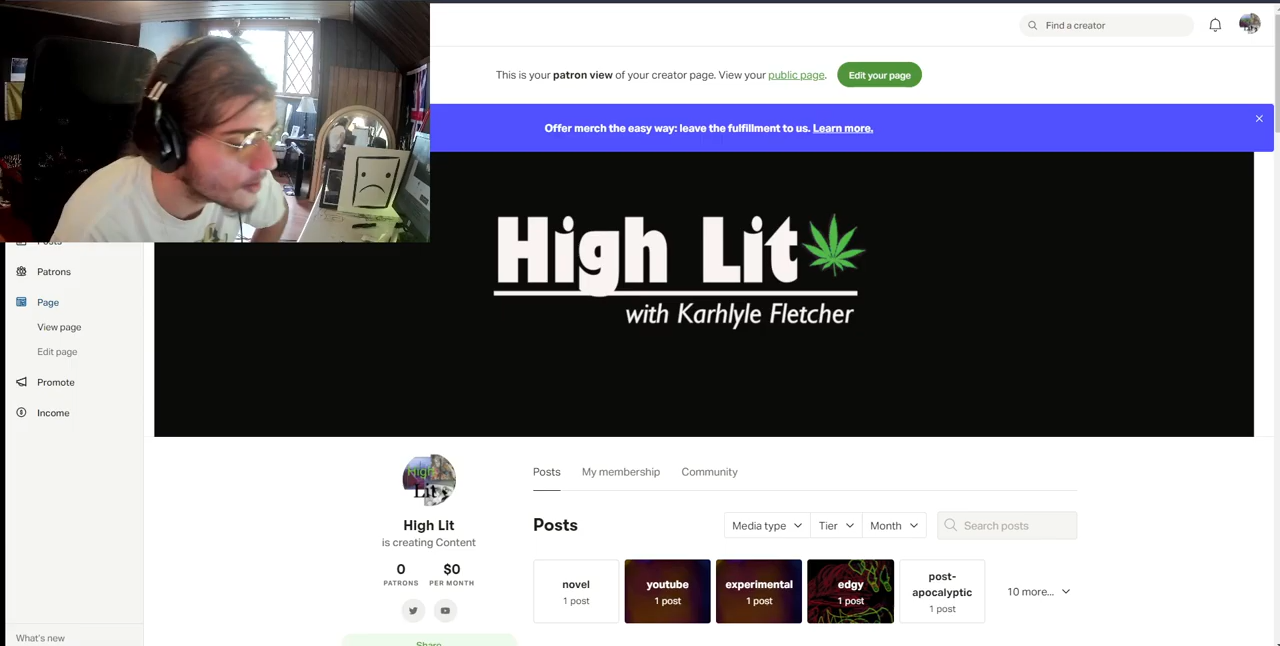 Find a creator
This is your patron view of your creator page. View your public page.
Edit your page
Offer merch the easy way: leave the fulfillment to us. Learn more.
High Lit
with Karhlyle Fletcher
Posts
Patrons
Page
View page
Edit page
Promote
Income
What's new
High
Lit
High Lit
is creating Content
0
PATRONS
$0
PER MONTH
Share
Posts
My membership
Community
Posts
Media type
Tier
Month
Search posts
novel
1 post
youtube
1 post
experimental
1 post
edgy
1 post
post-
apocalyptic
1 post
10 more...